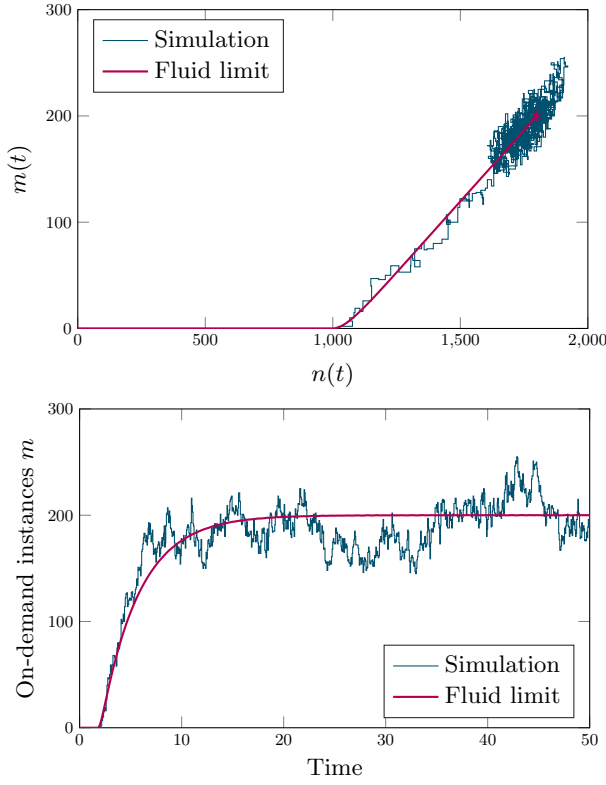 300
Simulation
Fluid limit
200
m(t)
100
0
0 500 1,000 1,500 2,000
n(t)
300
On-demand instances m
200
100
Simulation
Fluid limit
0
0 10 20 30 40 50
Time